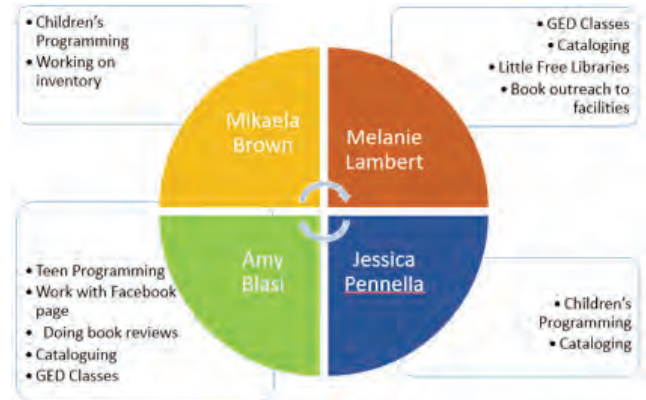 • Children's
Programming
• Working on
inventory
• GED Classes
• Cataloging
• Little Free Libraries
• Book outreach to
facilities
Mikaela
Brown
Melanie
Lambert
Amy
Blasi
Jessica
Pennella
• Teen Programming
• Work with Facebook
page
• Doing book reviews
• Cataloguing
• GED Classes
• Children's
Programming
• Cataloging